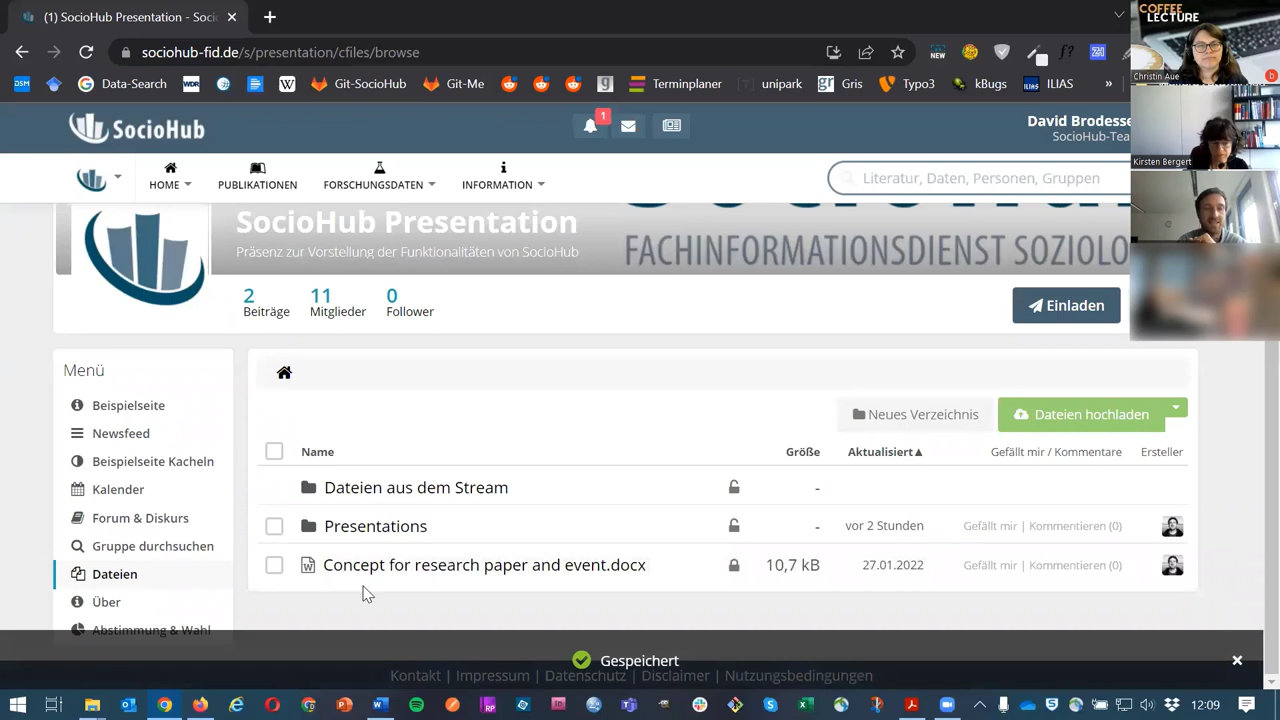 (1) SocioHub Presentation - Soci
sociohub-fid.de/s/presentation/cfiles/browse
NEW
DSM
Data-Search
W
Git-SocioHub
Git-Me
g
Terminplaner
unipark
gr Gris
Typo3
kBugs
ILIAS ILIAS
»
COFFEE
LECTURE
Christin Aue
Kirsten Bergert
SocioHub
1
David Brodesse
SocioHub-Tea
HOME
PUBLIKATIONEN
FORSCHUNGSDATEN
INFORMATION
Literatur, Daten, Personen, Gruppen
SocioHub Presentation
Präsenz zur Vorstellung der Funktionalitäten von SocioHub
FACHINFORMATIONSDIENST SOZIOLO
2
Beiträge
11
Mitglieder
0
Follower
Einladen
Menü
Beispielseite
Newsfeed
Beispielseite Kacheln
Kalender
Forum & Diskurs
Gruppe durchsuchen
Dateien
Über
Abstimmung & Wahl
Neues Verzeichnis
Dateien hochladen
Name
Größe
Aktualisiert▲
Gefällt mir / Kommentare
Ersteller
Dateien aus dem Stream
-
Presentations
-
vor 2 Stunden
Gefällt mir | Kommentieren (0)
Concept for research paper and event.docx
10,7 kB
27.01.2022
Gefällt mir | Kommentieren (0)
Gespeichert
Kontakt | Impressum | Datenschutz | Disclaimer | Nutzungsbedingungen
12:09